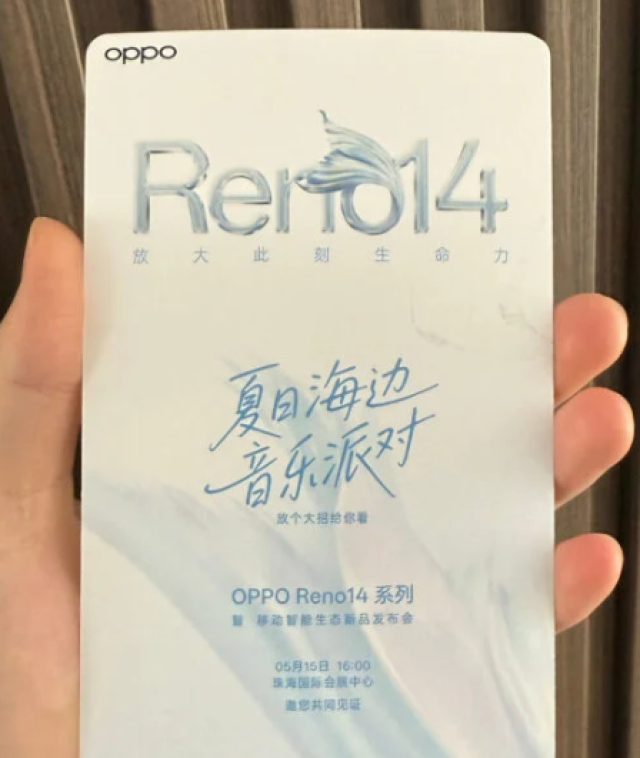 oppo
Reno14
放大此刻生命力
夏日海边
音乐派对
放个大招给你看
OPPO Reno14 系列
暨 移动智能生态新品发布会
05月15日 16:00
珠海国际会展中心
邀您共同见证